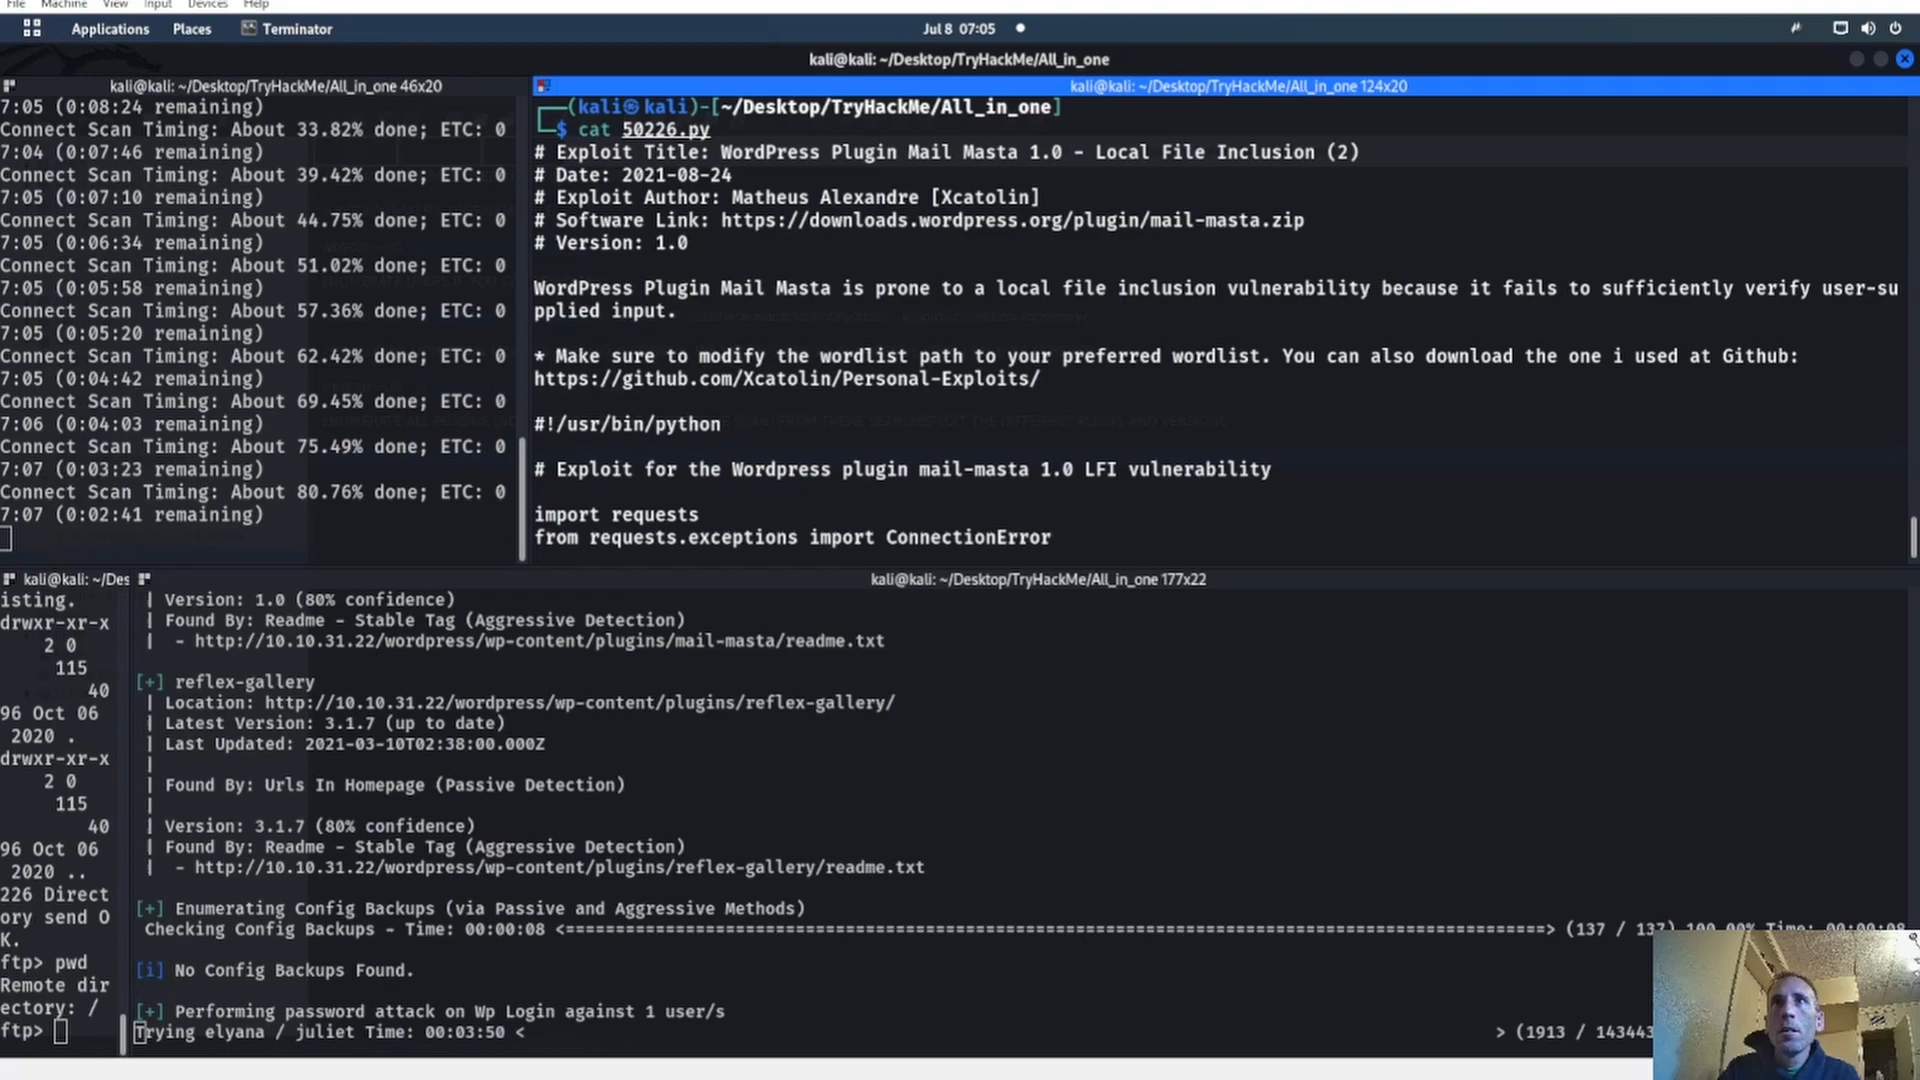 File Machine View Input Devices Help
Applications Places Terminator Jul 8 07:05
kali@kali: ~/Desktop/TryHackMe/All_in_one
kali@kali: ~/Desktop/TryHackMe/All_in_one 46x20
7:05 (0:08:24 remaining)
Connect Scan Timing: About 33.82% done; ETC: 0
7:04 (0:07:46 remaining)
Connect Scan Timing: About 39.42% done; ETC: 0
7:05 (0:07:10 remaining)
Connect Scan Timing: About 44.75% done; ETC: 0
7:05 (0:06:34 remaining)
Connect Scan Timing: About 51.02% done; ETC: 0
7:05 (0:05:58 remaining)
Connect Scan Timing: About 57.36% done; ETC: 0
7:05 (0:05:20 remaining)
Connect Scan Timing: About 62.42% done; ETC: 0
7:05 (0:04:42 remaining)
Connect Scan Timing: About 69.45% done; ETC: 0
7:06 (0:04:03 remaining)
Connect Scan Timing: About 75.49% done; ETC: 0
7:07 (0:03:23 remaining)
Connect Scan Timing: About 80.76% done; ETC: 0
7:07 (0:02:41 remaining)
kali@kali: ~/Desktop/TryHackMe/All_in_one 124x20
(kali㉿kali)-[~/Desktop/TryHackMe/All_in_one]
$ cat 50226.py
# Exploit Title: WordPress Plugin Mail Masta 1.0 - Local File Inclusion (2)
# Date: 2021-08-24
# Exploit Author: Matheus Alexandre [Xcatolin]
# Software Link: https://downloads.wordpress.org/plugin/mail-masta.zip
# Version: 1.0
WordPress Plugin Mail Masta is prone to a local file inclusion vulnerability because it fails to sufficiently verify user-su
pplied input.
* Make sure to modify the wordlist path to your preferred wordlist. You can also download the one i used at Github:
https://github.com/Xcatolin/Personal-Exploits/
#!/usr/bin/python
# Exploit for the Wordpress plugin mail-masta 1.0 LFI vulnerability
import requests
from requests.exceptions import ConnectionError
kali@kali: ~/Des
isting.
drwxr-xr-x
2 0
115
40
96 Oct 06
2020 .
drwxr-xr-x
2 0
115
40
96 Oct 06
2020 ..
226 Direct
ory send O
K.
ftp> pwd
Remote dir
ectory: /
ftp>
kali@kali: ~/Desktop/TryHackMe/All_in_one 177x22
| Version: 1.0 (80% confidence)
| Found By: Readme - Stable Tag (Aggressive Detection)
| - http://10.10.31.22/wordpress/wp-content/plugins/mail-masta/readme.txt
[+] reflex-gallery
| Location: http://10.10.31.22/wordpress/wp-content/plugins/reflex-gallery/
| Latest Version: 3.1.7 (up to date)
| Last Updated: 2021-03-10T02:38:00.000Z
|
| Found By: Urls In Homepage (Passive Detection)
|
| Version: 3.1.7 (80% confidence)
| Found By: Readme - Stable Tag (Aggressive Detection)
| - http://10.10.31.22/wordpress/wp-content/plugins/reflex-gallery/readme.txt
[+] Enumerating Config Backups (via Passive and Aggressive Methods)
Checking Config Backups - Time: 00:00:08 <==================================================================================================> (137 / 137) 100.00% Time: 00:00:08
[i] No Config Backups Found.
[+] Performing password attack on Wp Login against 1 user/s
Trying elyana / juliet Time: 00:03:50 < > (1913 / 143443